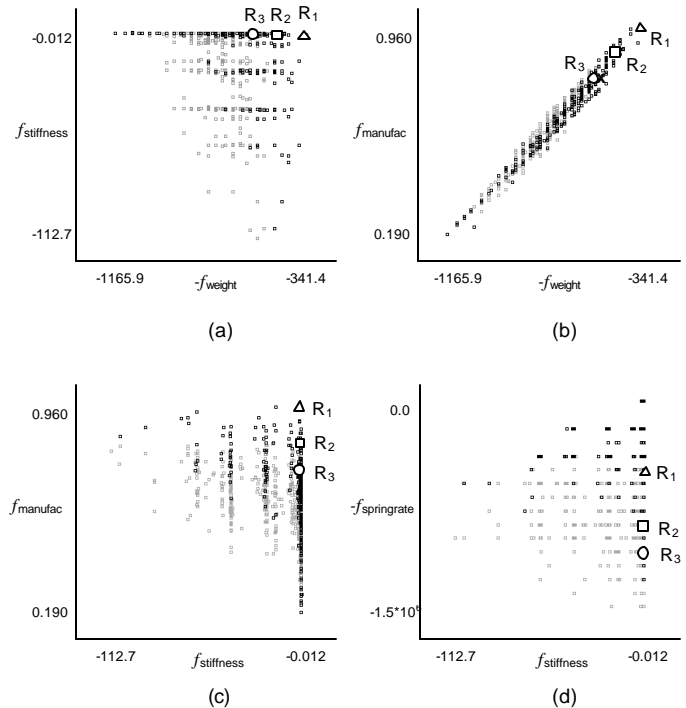 R3 R2 R1
-0.012
fstiffness
-112.7
-1165.9 -fweight -341.4
(a)
0.960
R1
R2
R3
fmanufac
0.190
-1165.9 -fweight -341.4
(b)
0.960
R1
R2
R3
fmanufac
0.190
-112.7 fstiffness -0.012
(c)
0.0
R1
-fspringrate
R2
R3
-1.5*10^6
-112.7 fstiffness -0.012
(d)